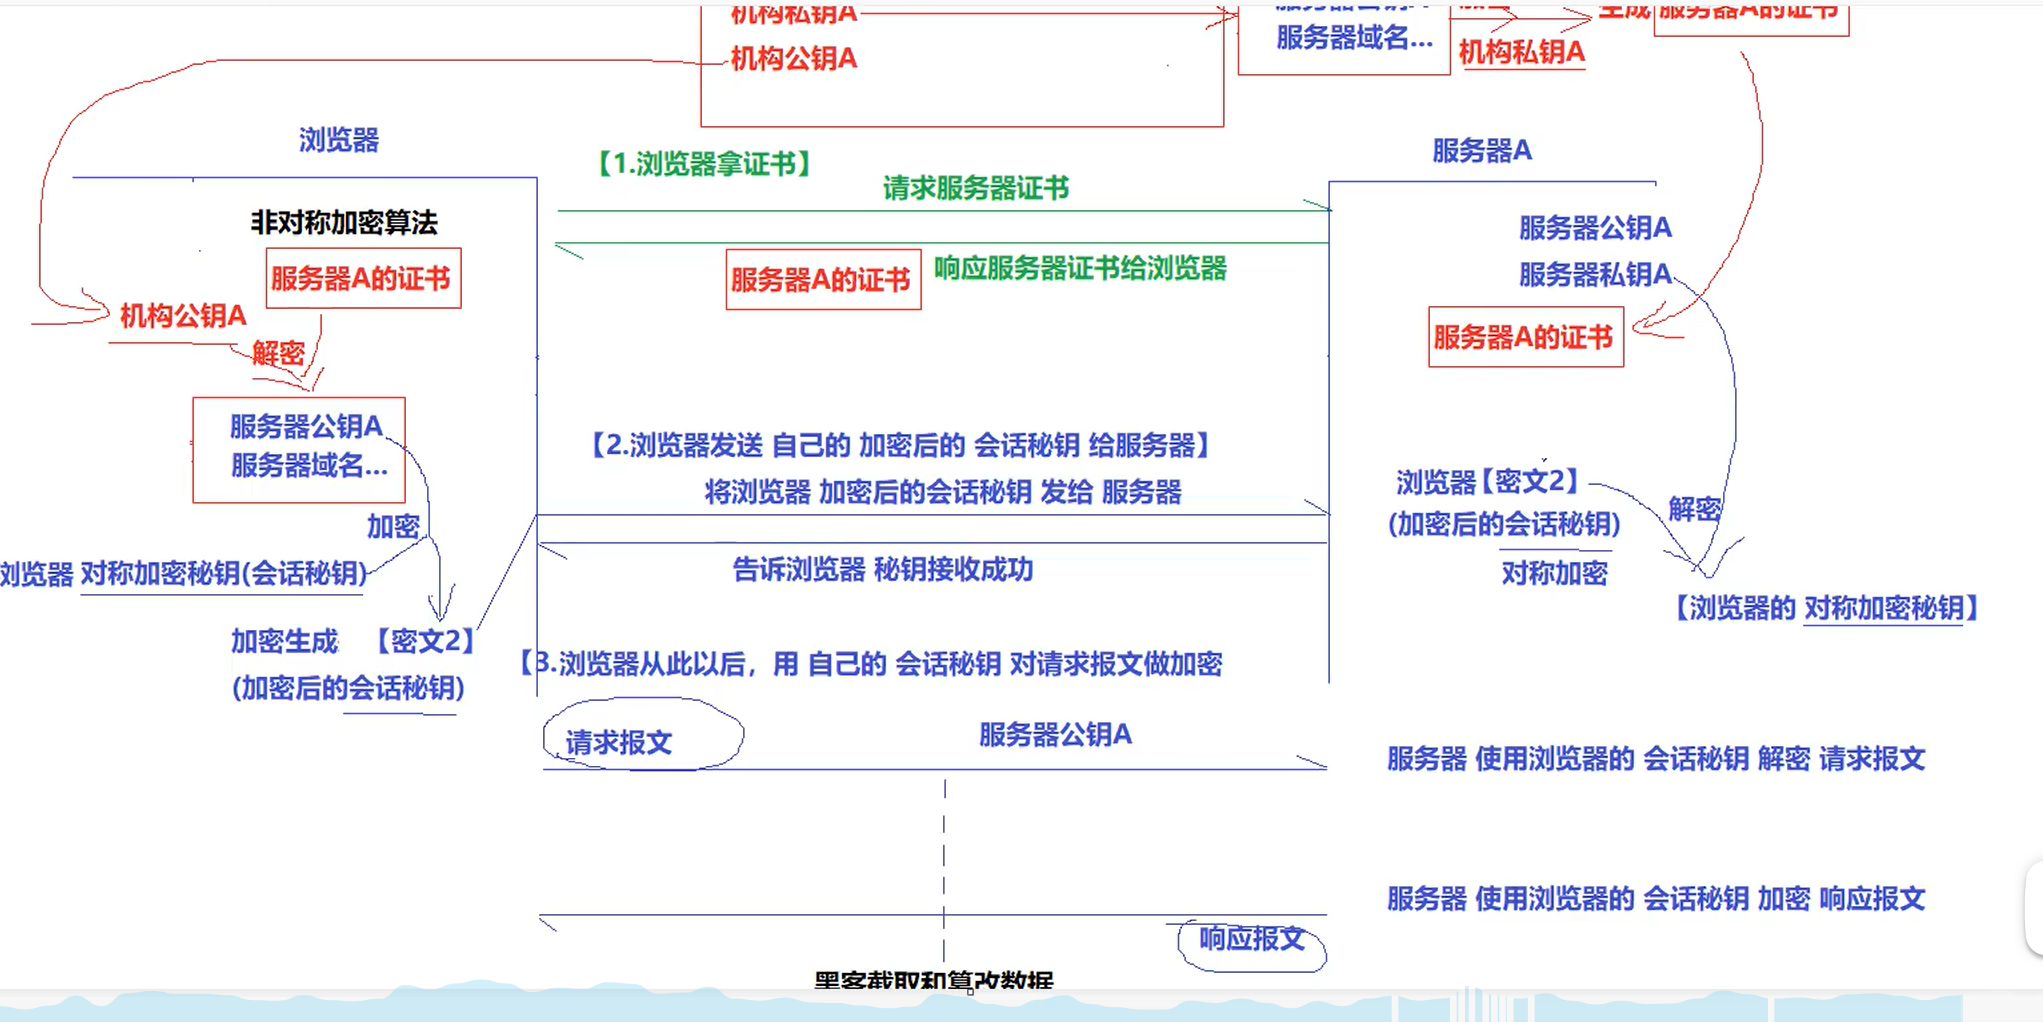 机构私钥A
服务器域名...
生成 服务器A的证书
机构公钥A
机构私钥A
浏览器
【1.浏览器拿证书】
服务器A
请求服务器证书
非对称加密算法
服务器公钥A
服务器A的证书
服务器A的证书
响应服务器证书给浏览器
服务器私钥A
机构公钥A
服务器A的证书
解密
服务器公钥A
服务器域名...
【2.浏览器发送 自己的 加密后的 会话秘钥 给服务器】
将浏览器 加密后的会话秘钥 发给 服务器
浏览器【密文2】
(加密后的会话秘钥)
解密
加密
浏览器 对称加密秘钥(会话秘钥)
告诉浏览器 秘钥接收成功
对称加密
【浏览器的 对称加密秘钥】
加密生成 【密文2】
(加密后的会话秘钥)
【3.浏览器从此以后，用 自己的 会话秘钥 对请求报文做加密
请求报文
服务器公钥A
服务器 使用浏览器的 会话秘钥 解密 请求报文
服务器 使用浏览器的 会话秘钥 加密 响应报文
响应报文
黑客截取和篡改数据